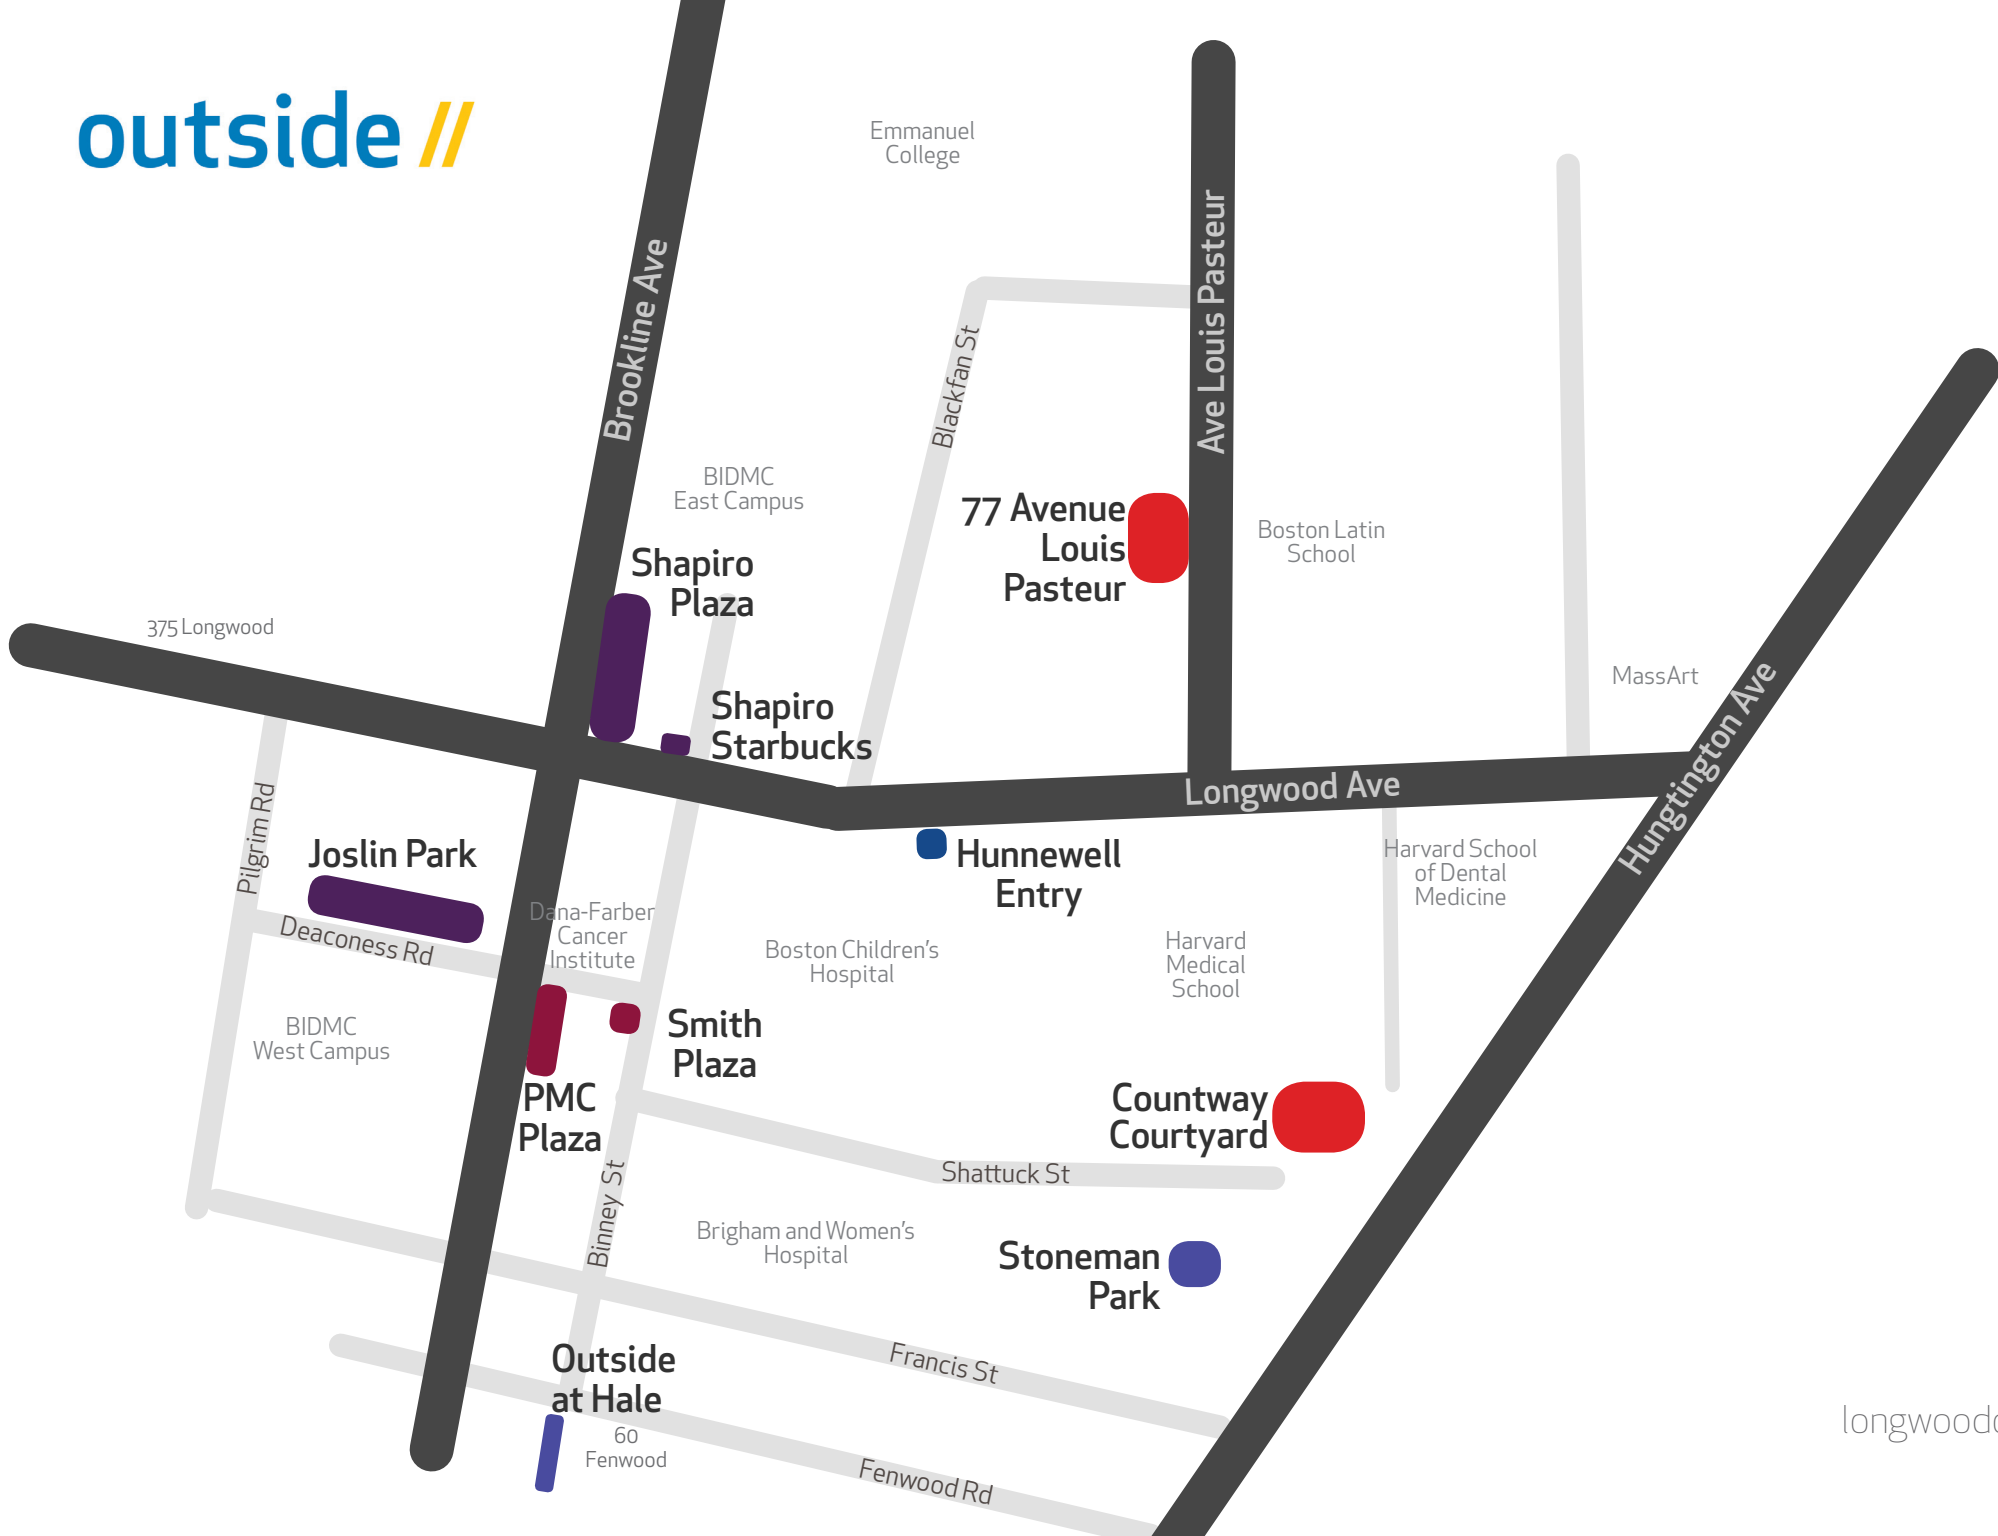 outside //
Emmanuel
College
Brookline Ave
Ave Louis Pasteur
Blackfan St
BIDMC
East Campus
77 Avenue
Louis
Pasteur
Boston Latin
School
Shapiro
Plaza
375 Longwood
Shapiro
Starbucks
MassArt
Hungtington Ave
Longwood Ave
Pilgrim Rd
Joslin Park
Hunnewell
Entry
Harvard School
of Dental
Medicine
Deaconess Rd
Dana-Farber
Cancer
Institute
Boston Children's
Hospital
Harvard
Medical
School
BIDMC
West Campus
Smith
Plaza
PMC
Plaza
Countway
Courtyard
Shattuck St
Binney St
Brigham and Women's
Hospital
Stoneman
Park
Outside
at Hale
Francis St
60
Fenwood
Fenwood Rd